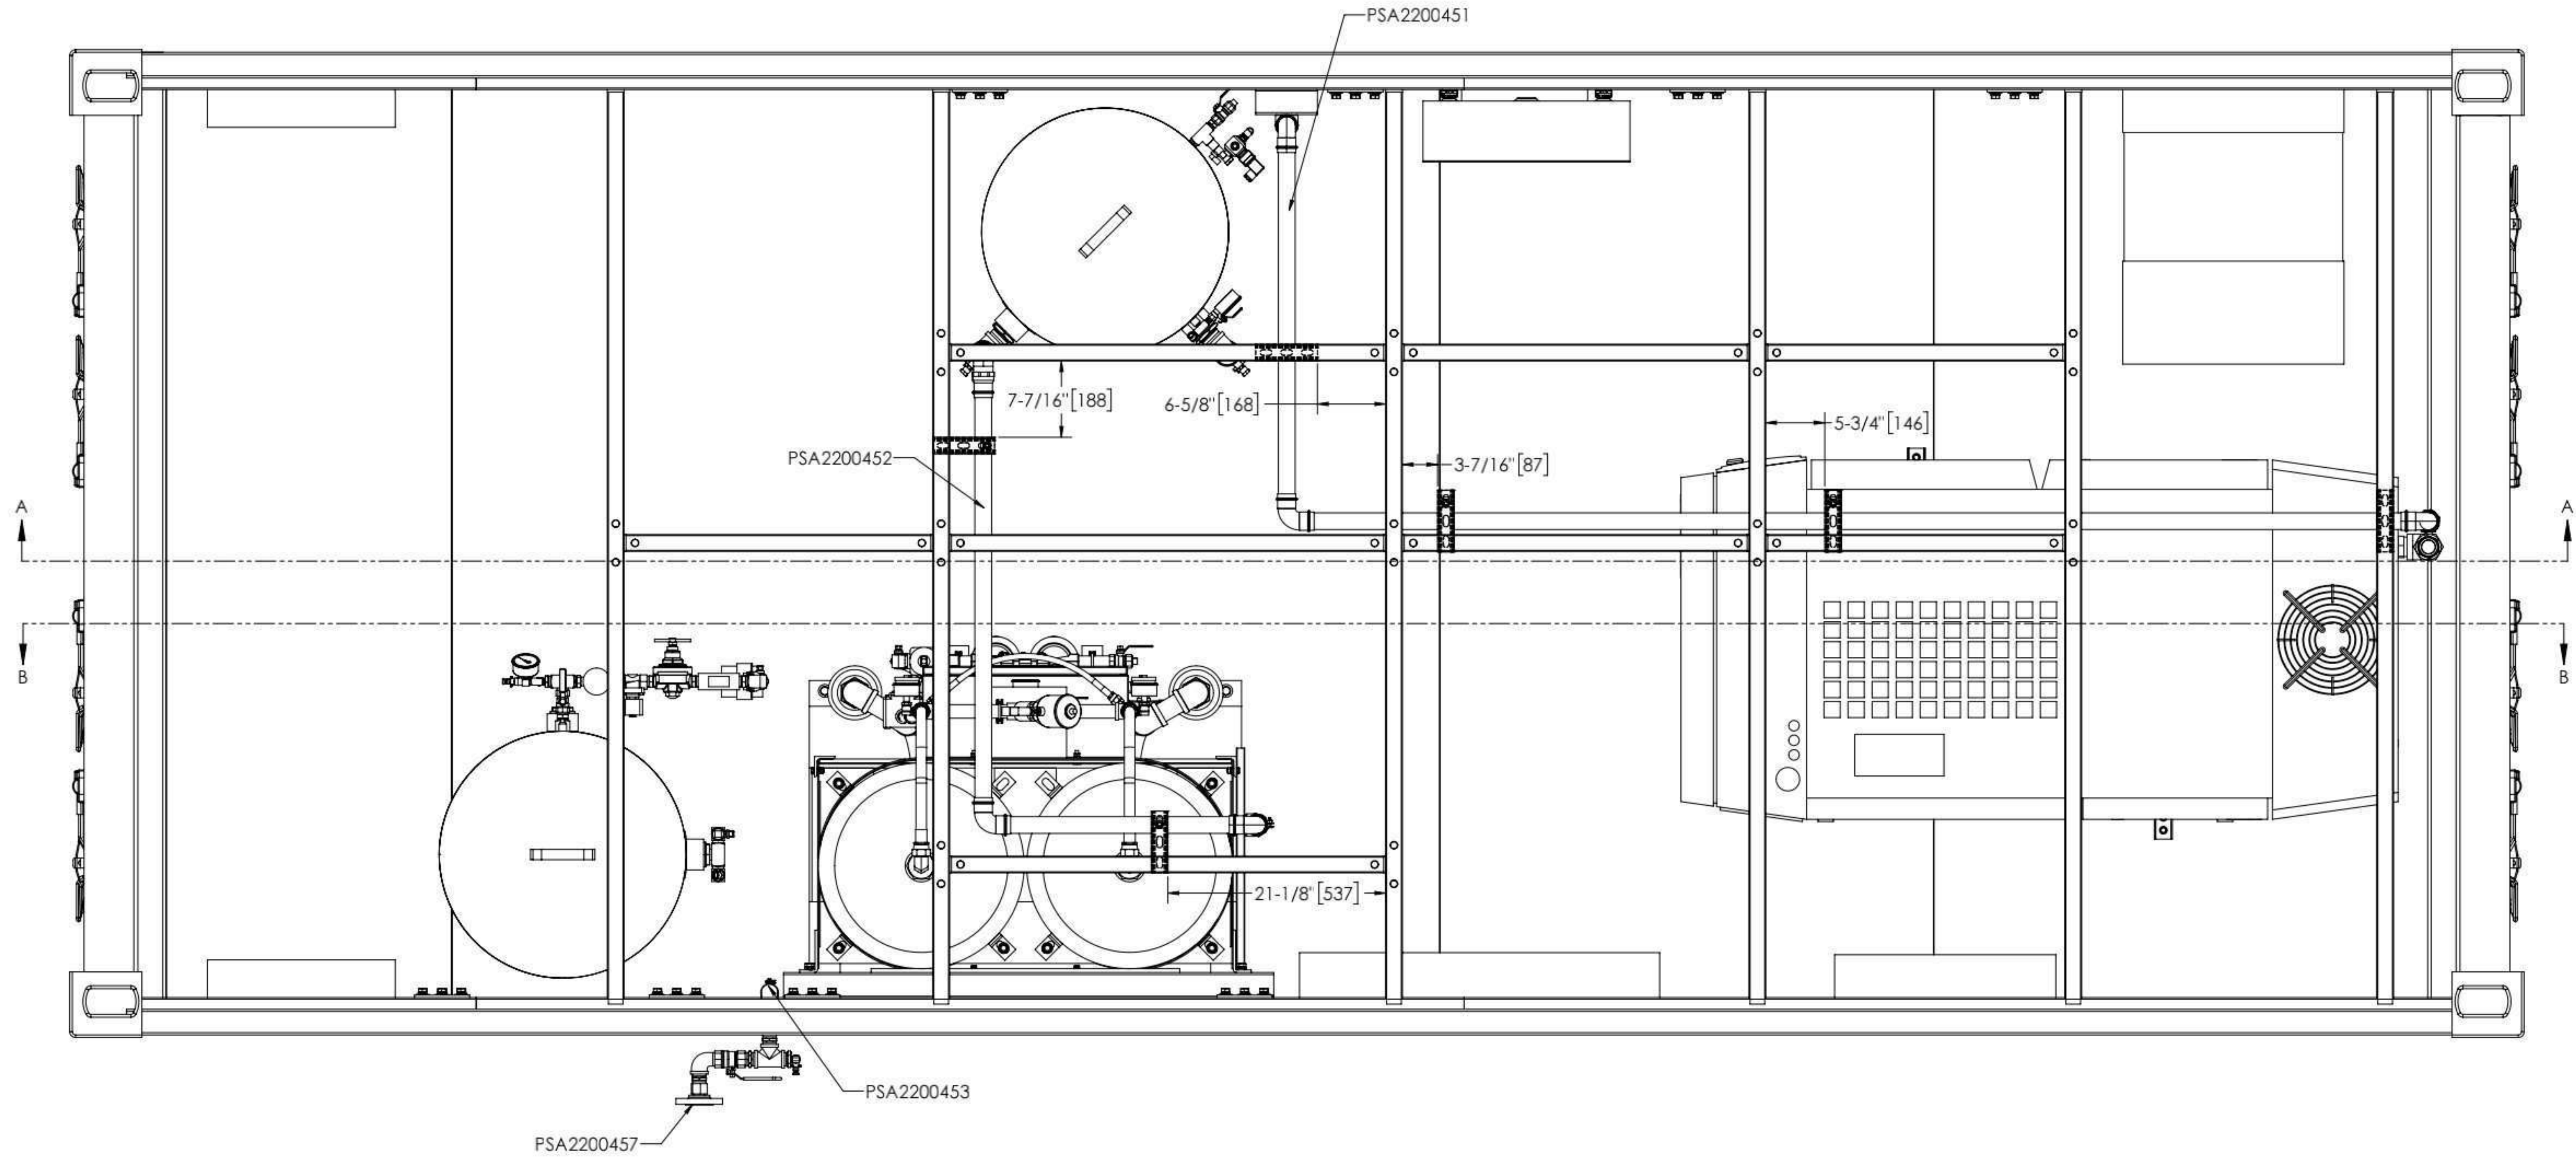 PSA2200451
7-7/16"[188]
6-5/8"[168]
5-3/4"[146]
PSA2200452
3-7/16"[87]
A
A
B
B
21-1/8"[537]
PSA2200453
PSA2200457